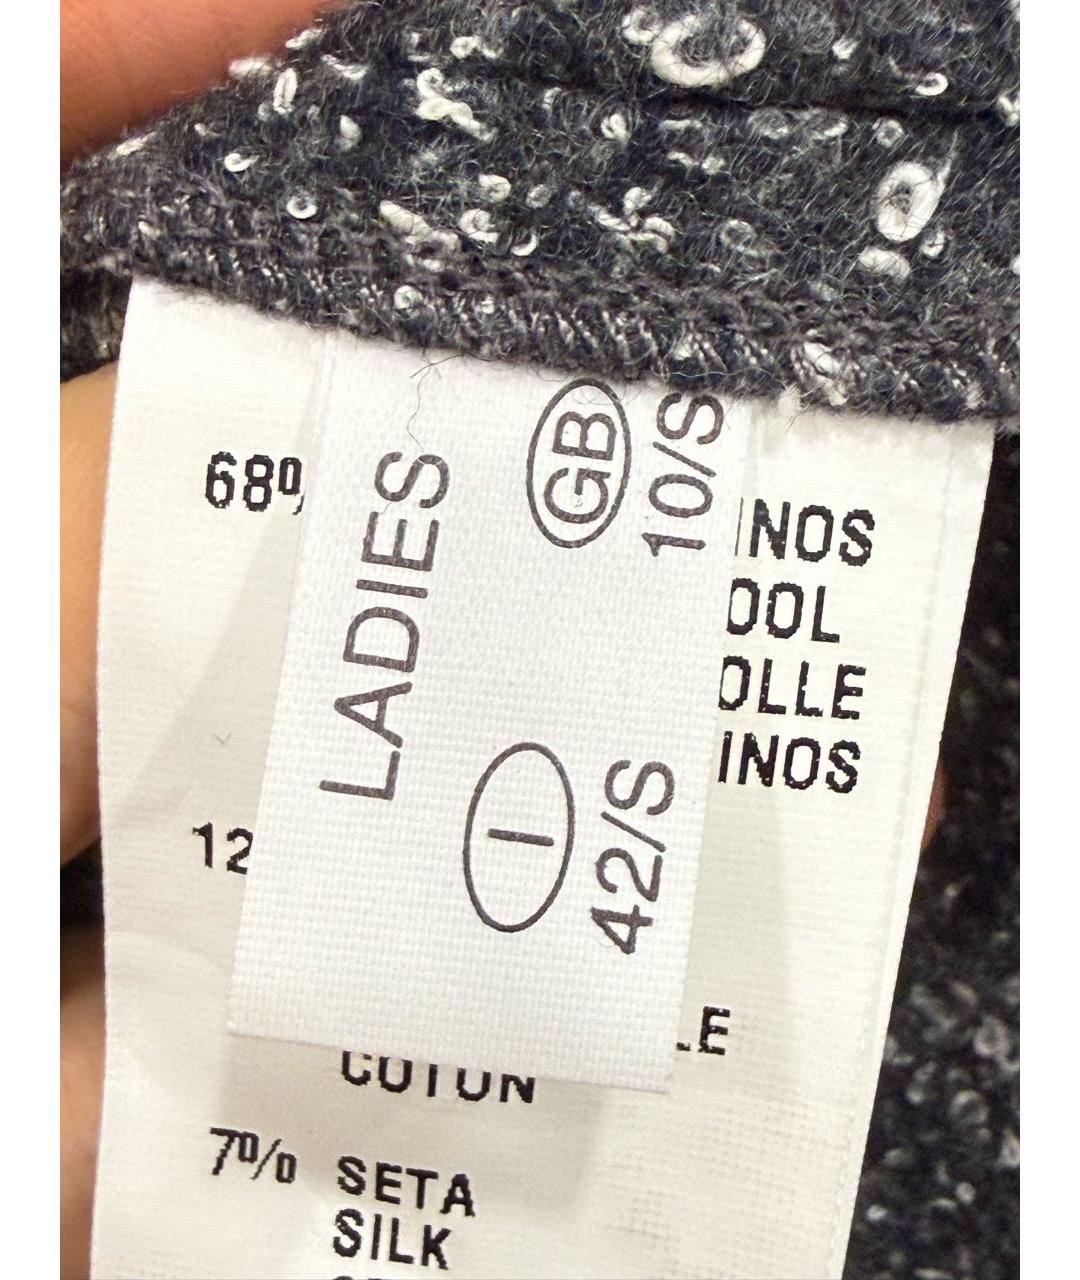 LADIES
GB
10/S
I
42/S
68%
INOS
OOL
OLLE
INOS
12
LE
COTON
7% SETA
SILK